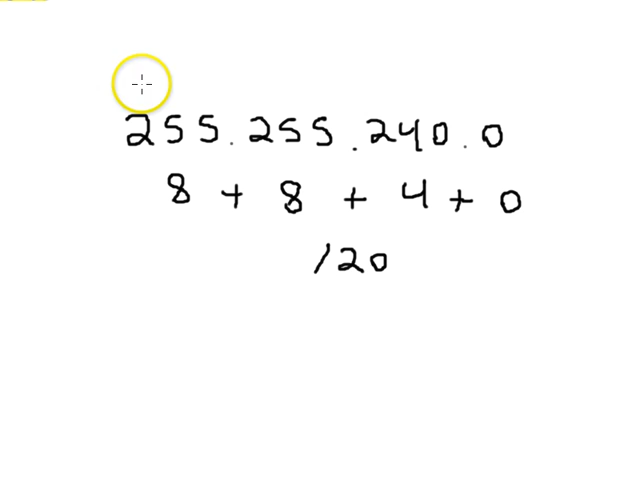 255.255.240.0
8 + 8 + 4 + 0
/20